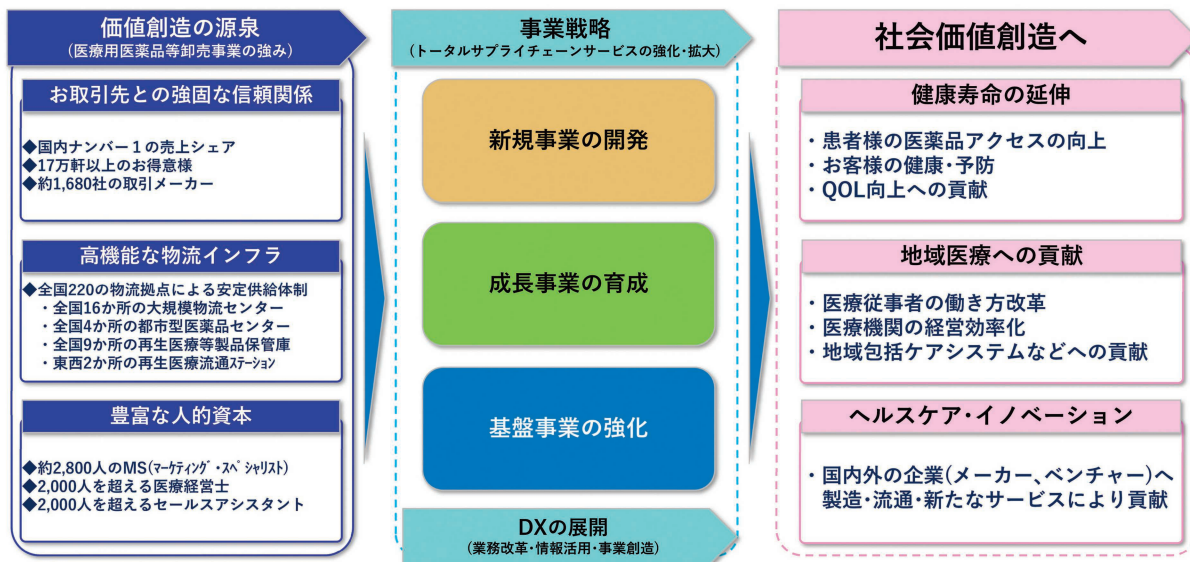 価値創造の源泉
(医療用医薬品等卸売事業の強み)
お取引先との強固な信頼関係
◆国内ナンバー1の売上シェア
◆17万軒以上のお得意様
◆約1,680社の取引メーカー
高機能な物流インフラ
◆全国220の物流拠点による安定供給体制
・全国16か所の大規模物流センター
・全国4か所の都市型医薬品センター
・全国9か所の再生医療等製品保管庫
・東西2か所の再生医療流通ｽﾃｰｼｮﾝ
豊富な人的資本
◆約2,800人のMS(ﾏｰｹﾃｨﾝｸﾞ・ｽﾍﾟｼｬﾘｽﾄ)
◆2,000人を超える医療経営士
◆2,000人を超えるセールスアシスタント
事業戦略
(トータルサプライチェーンサービスの強化・拡大)
新規事業の開発
成長事業の育成
基盤事業の強化
DXの展開
(業務改革・情報活用・事業創造)
社会価値創造へ
健康寿命の延伸
・患者様の医薬品アクセスの向上
・お客様の健康・予防
・QOL向上への貢献
地域医療への貢献
・医療従事者の働き方改革
・医療機関の経営効率化
・地域包括ケアシステムなどへの貢献
ヘルスケア・イノベーション
・国内外の企業(メーカー、ベンチャー)へ
製造・流通・新たなサービスにより貢献